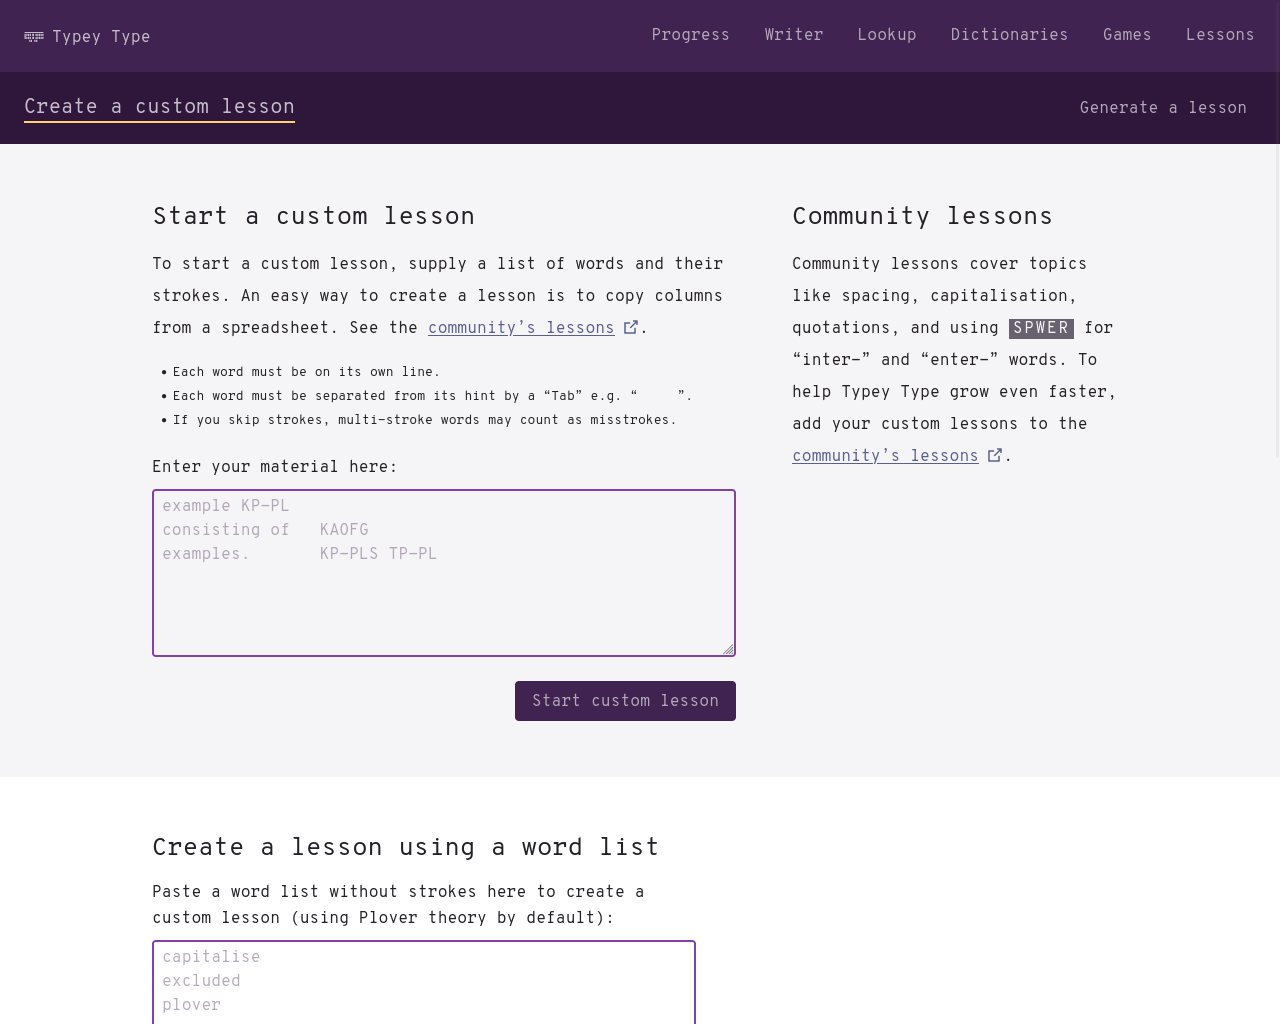 Typey Type
Progress Writer Lookup Dictionaries Games Lessons
Create a custom lesson
Generate a lesson
Start a custom lesson
To start a custom lesson, supply a list of words and their
strokes. An easy way to create a lesson is to copy columns
from a spreadsheet. See the community’s lessons.
• Each word must be on its own line.
• Each word must be separated from its hint by a “Tab” e.g. “    ”.
• If you skip strokes, multi-stroke words may count as misstrokes.
Enter your material here:
example KP-PL
consisting of   KAOFG
examples.       KP-PLS TP-PL
Start custom lesson
Community lessons
Community lessons cover topics
like spacing, capitalisation,
quotations, and using SPWER for
“inter-” and “enter-” words. To
help Typey Type grow even faster,
add your custom lessons to the
community’s lessons.
Create a lesson using a word list
Paste a word list without strokes here to create a
custom lesson (using Plover theory by default):
capitalise
excluded
plover